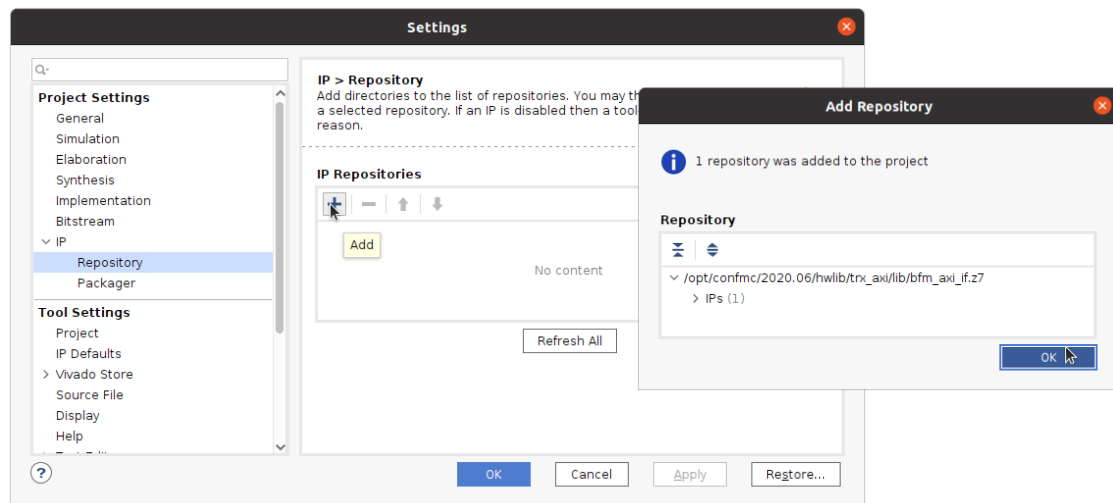 Settings
Project Settings
General
Simulation
Elaboration
Synthesis
Implementation
Bitstream
IP
Repository
Packager
Tool Settings
Project
IP Defaults
Vivado Store
Source File
Display
Help
IP > Repository
Add directories to the list of repositories. You may th
a selected repository. If an IP is disabled then a tool
reason.
IP Repositories
Add
No content
Refresh All
?
OK
Cancel
Apply
Restore...
Add Repository
1 repository was added to the project
Repository
/opt/confmc/2020.06/hwlib/trx_axi/lib/bfm_axi_if.z7
IPs (1)
OK